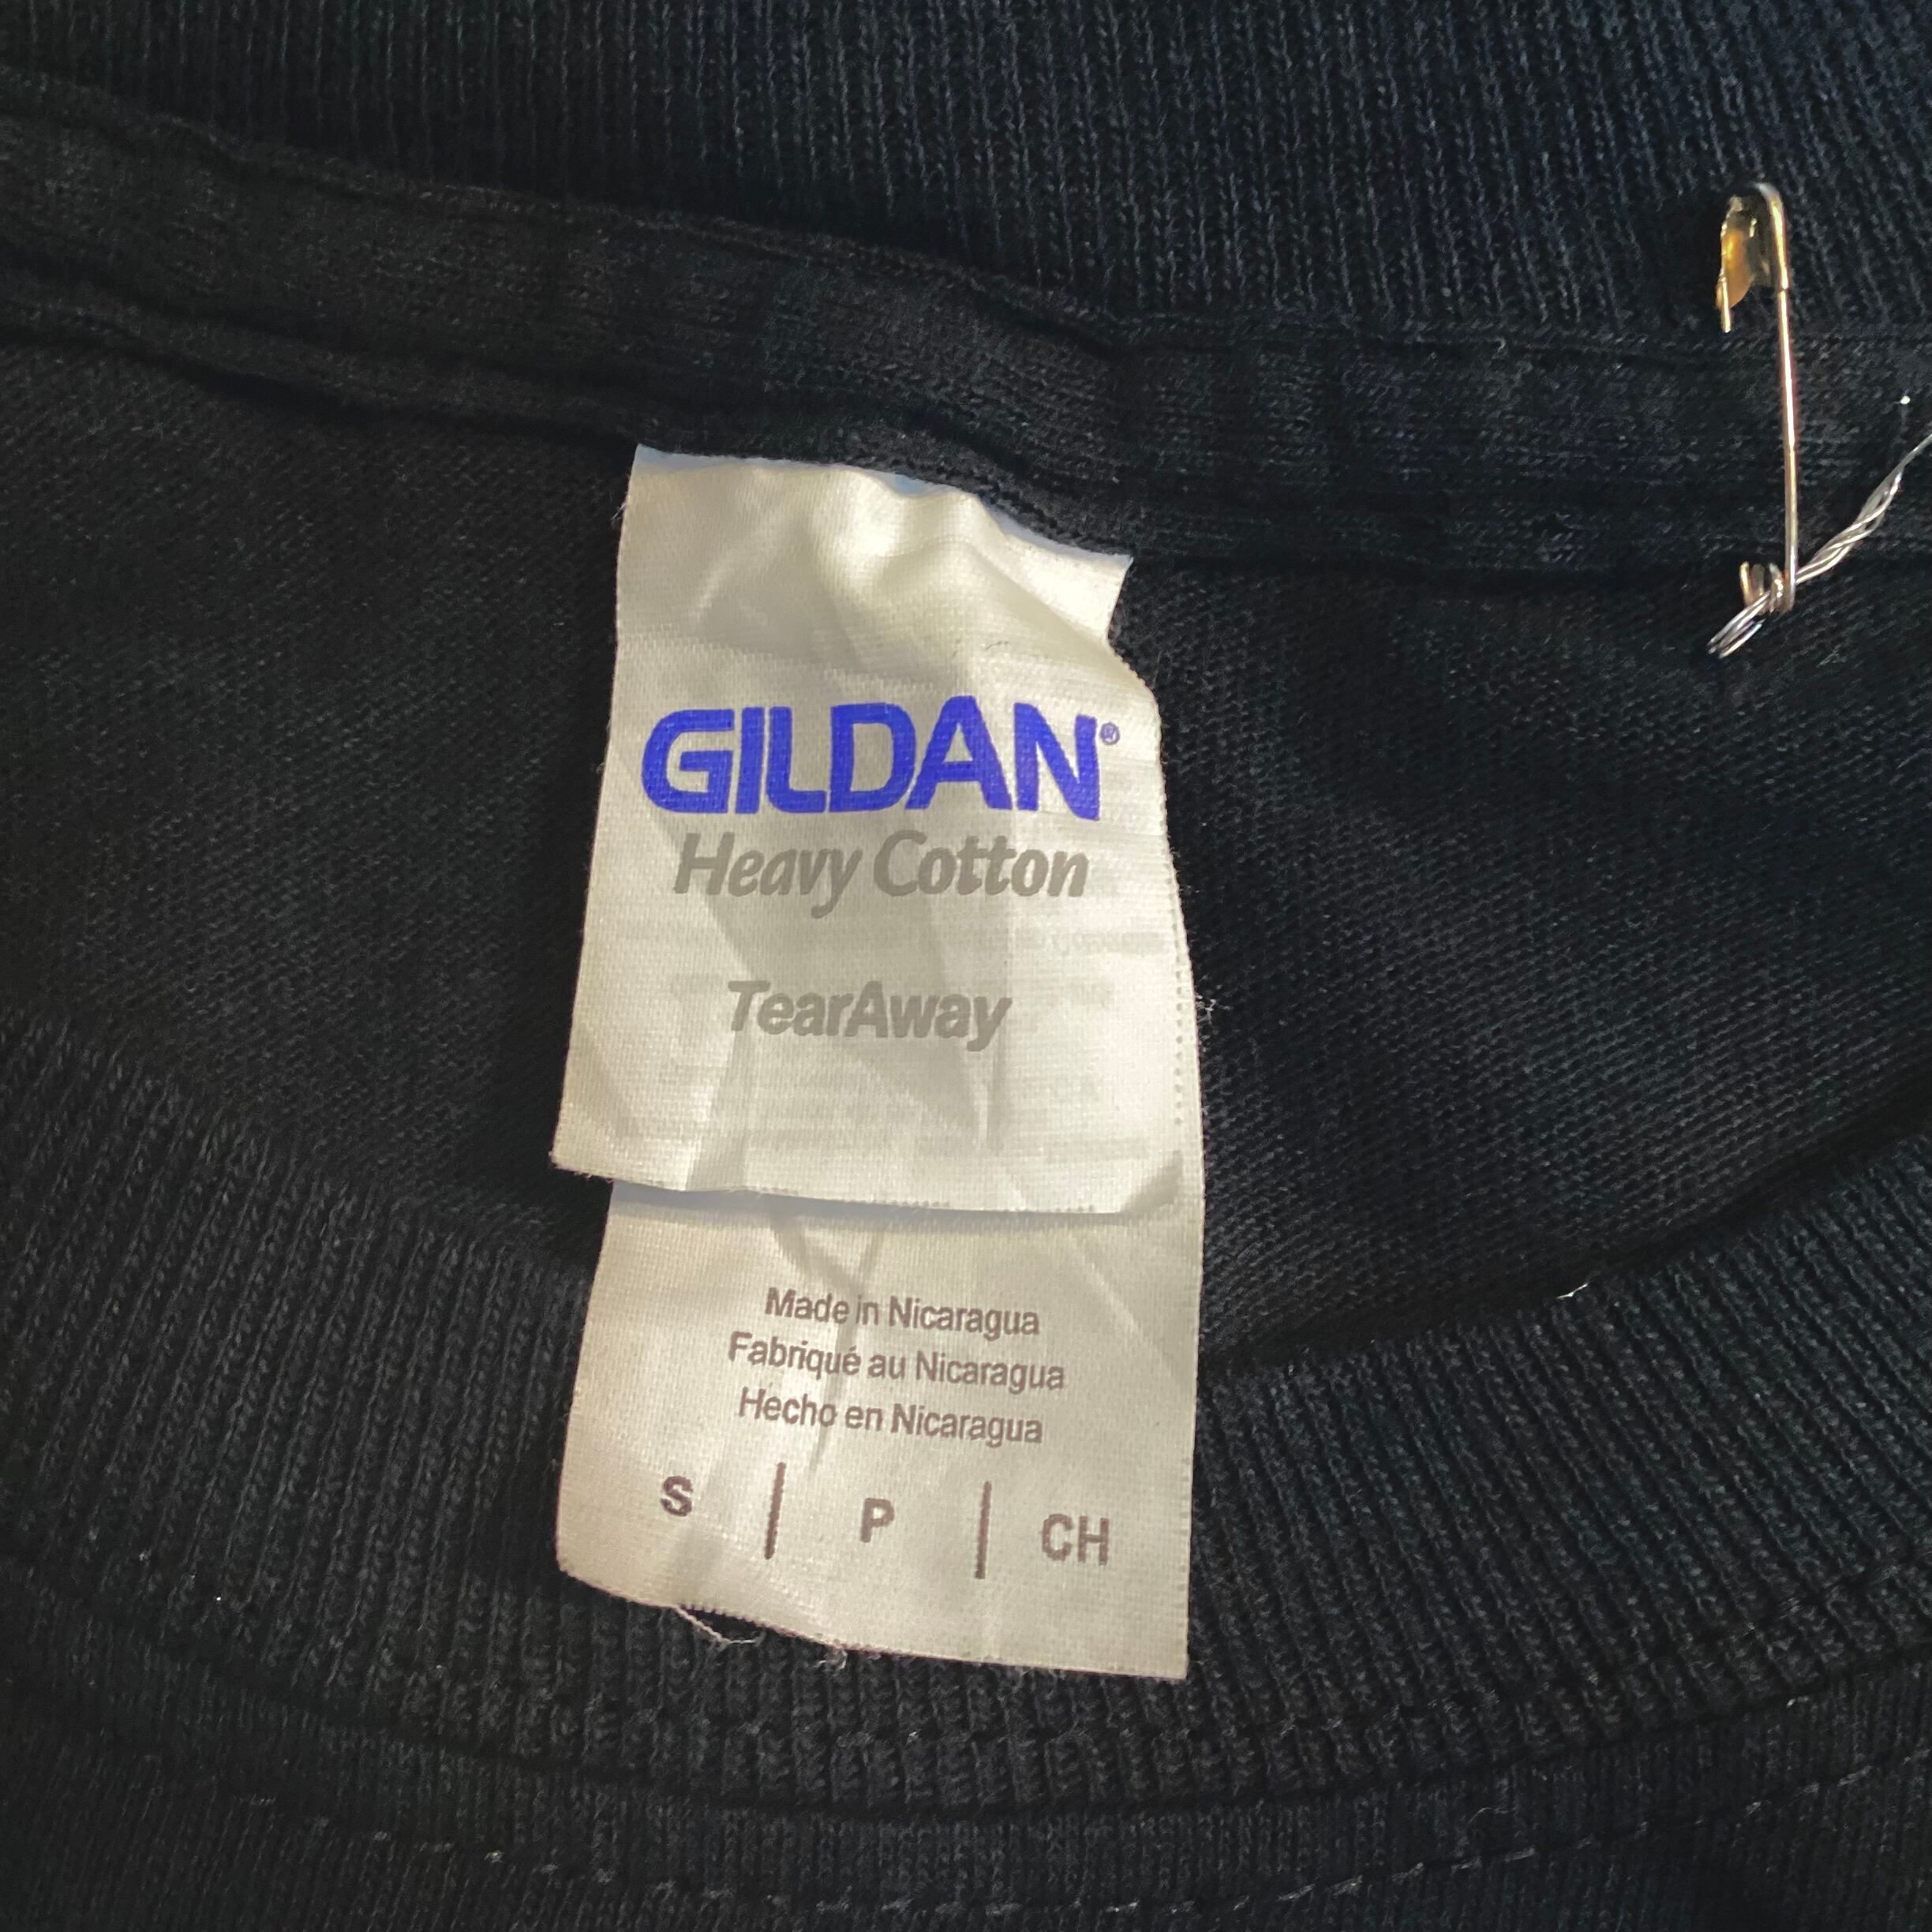 GILDAN®
Heavy Cotton
TearAway
Made in Nicaragua
Fabriqué au Nicaragua
Hecho en Nicaragua
S | P | CH